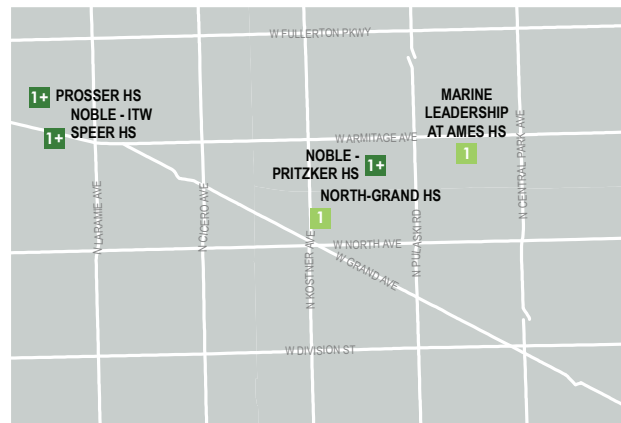 W FULLERTON PKWY
1+ PROSSER HS
NOBLE - ITW
1+ SPEER HS
MARINE
LEADERSHIP
AT AMES HS
1
W ARMITAGE AVE
NOBLE -
PRITZKER HS
1+
NORTH-GRAND HS
1
N LARAMIE AVE
N CICERO AVE
N KOSTNER AVE
N PULASKI RD
N CENTRAL PARK AVE
W NORTH AVE
W GRAND AVE
W DIVISION ST